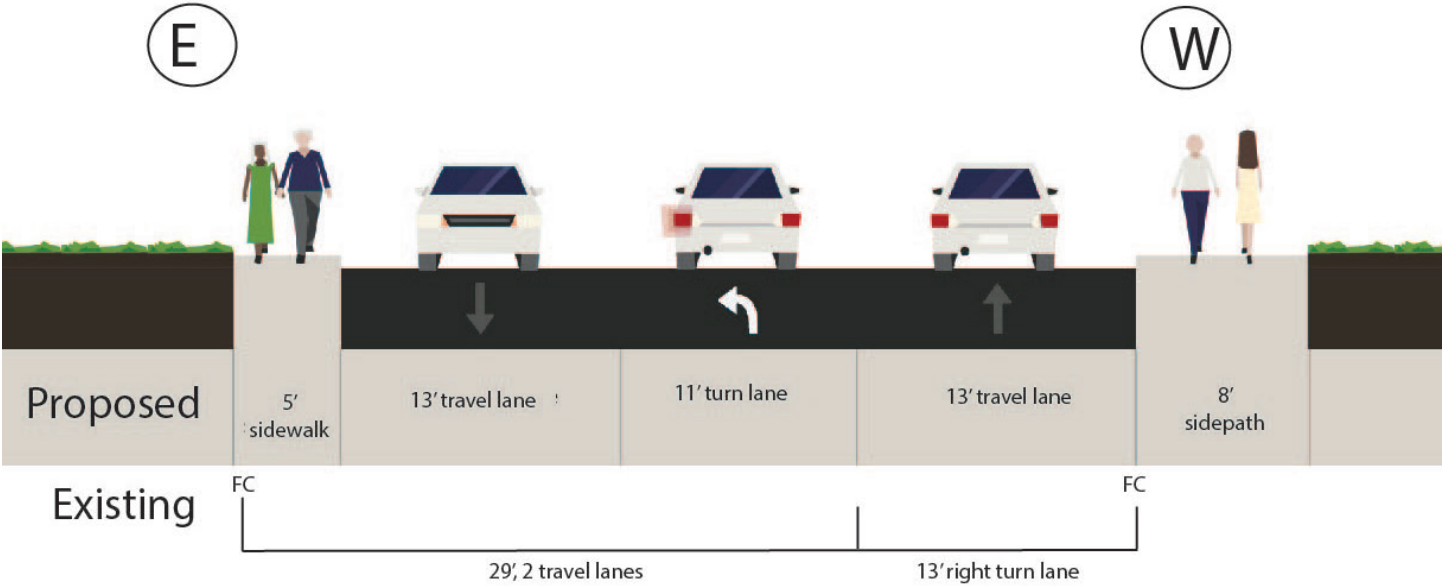 E
W
Proposed
5’
sidewalk
13’ travel lane
11’ turn lane
13’ travel lane
8’
sidepath
Existing
FC
FC
29’, 2 travel lanes
13’ right turn lane